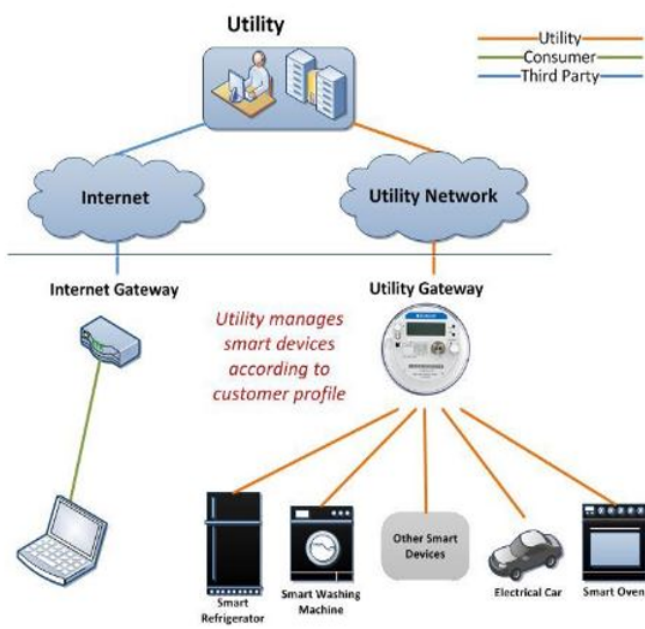 Utility
Utility
Consumer
Third Party
Internet
Utility Network
Internet Gateway
Utility Gateway
Utility manages
smart devices
according to
customer profile
Smart
Refrigerator
Smart Washing
Machine
Other Smart
Devices
Electrical Car
Smart Oven